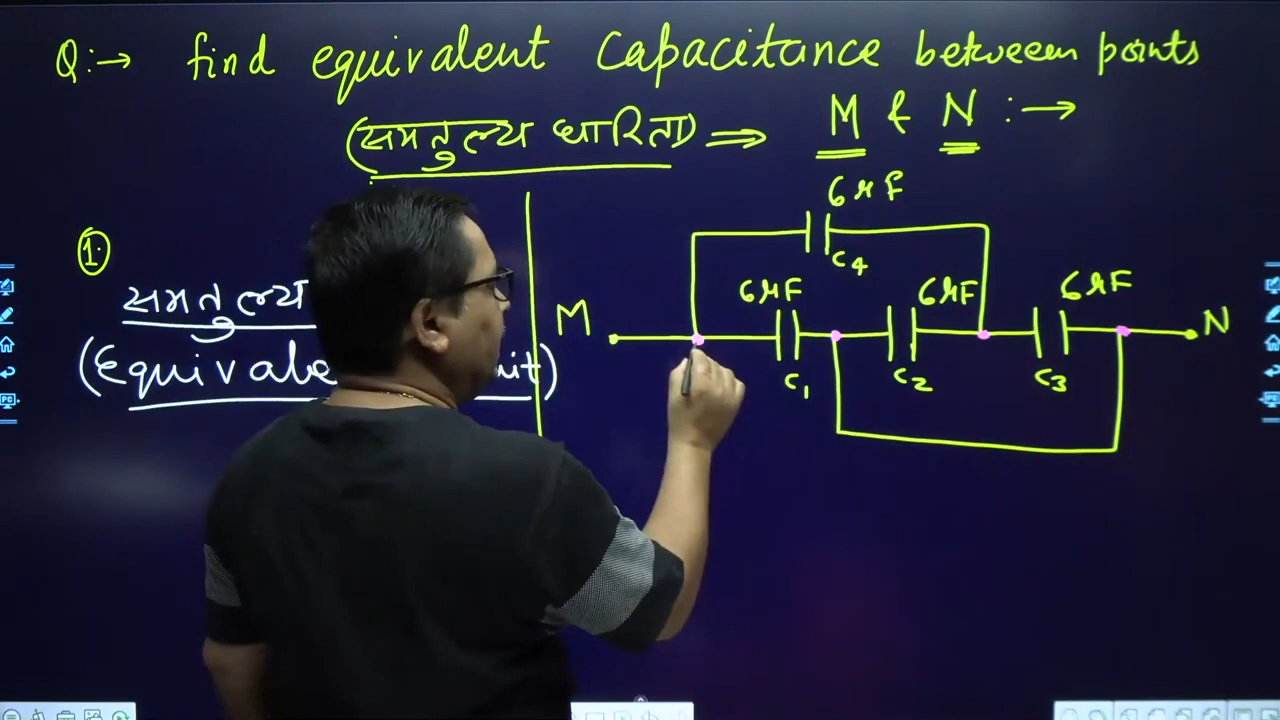 Q:→ find equivalent capacitance between points
(समतुल्य धारिता) ⇒ M & N :→
6μF
C4
1.
समतुल्य
(Equivale
M
6μF
6μF
6μF
N
C1
C2
C3